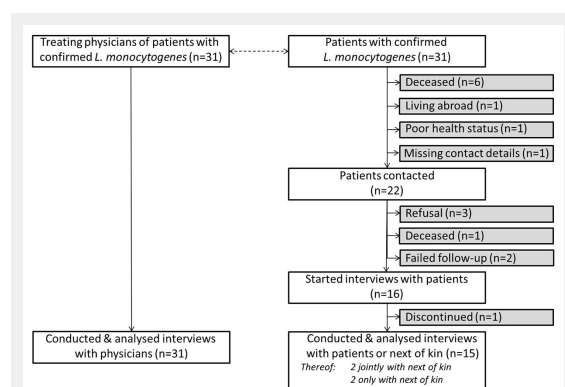 Treating physicians of patients with
confirmed L. monocytogenes (n=31)
Patients with confirmed
L. monocytogenes (n=31)
Deceased (n=6)
Living abroad (n=1)
Poor health status (n=1)
Missing contact details (n=1)
Patients contacted
(n=22)
Refusal (n=3)
Deceased (n=1)
Failed follow-up (n=2)
Started interviews with patients
(n=16)
Discontinued (n=1)
Conducted & analysed interviews
with physicians (n=31)
Conducted & analysed interviews
with patients or next of kin (n=15)
Thereof: 2 jointly with next of kin
2 only with next of kin